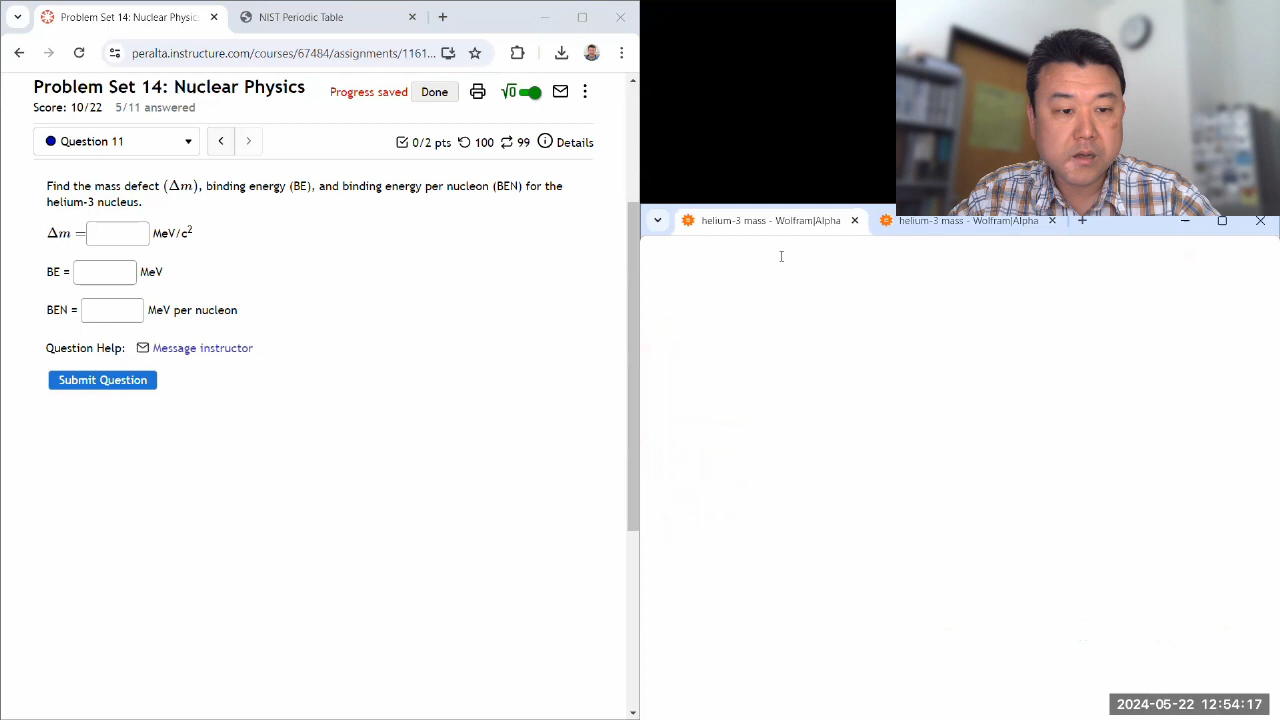 Problem Set 14: Nuclear Physic
NIST Periodic Table
peralta.instructure.com/courses/67484/assignments/1161...
Problem Set 14: Nuclear Physics
Progress saved
Done
√0
Score: 10/22 5/11 answered
Question 11
0/2 pts
100
99
Details
Find the mass defect (Δm), binding energy (BE), and binding energy per nucleon (BEN) for the
helium-3 nucleus.
Δm = MeV/c²
BE = MeV
BEN = MeV per nucleon
Question Help: Message instructor
Submit Question
helium-3 mass - Wolfram|Alpha
helium-3 mass - Wolfram|Alpha
2024-05-22 12:54:17